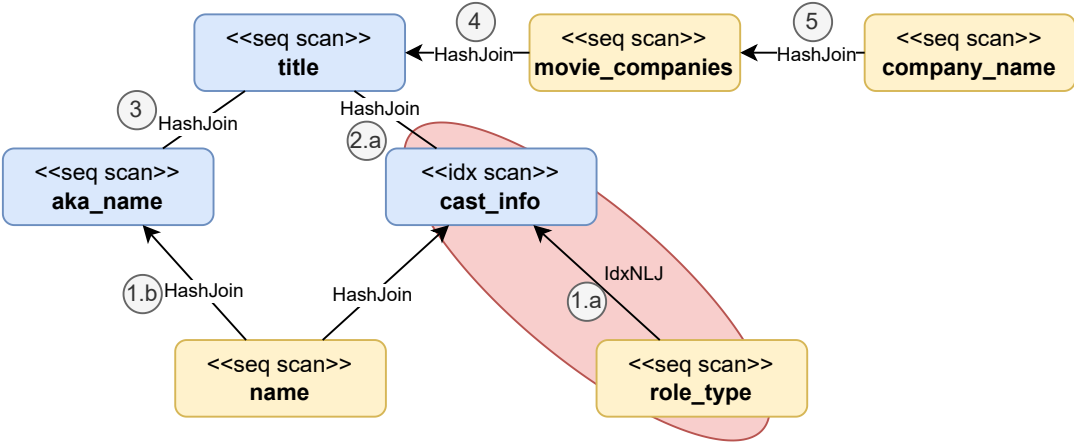 4
5
<<seq scan>>
title
HashJoin
<<seq scan>>
movie_companies
HashJoin
<<seq scan>>
company_name
3
HashJoin
HashJoin
2.a
<<seq scan>>
aka_name
<<idx scan>>
cast_info
1.b
HashJoin
HashJoin
IdxNLJ
1.a
<<seq scan>>
name
<<seq scan>>
role_type